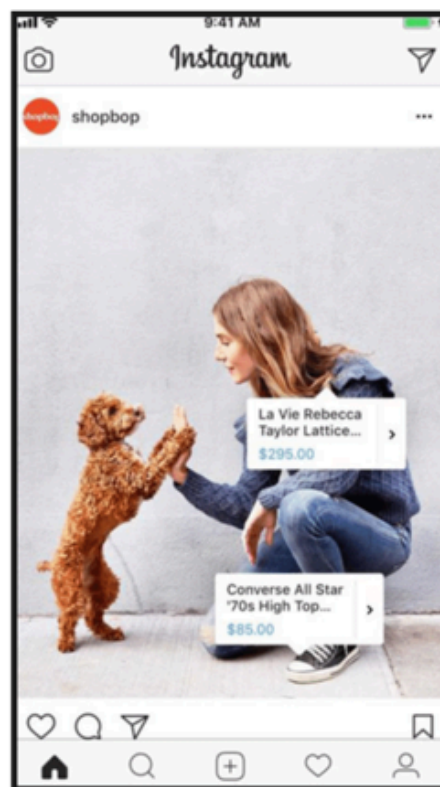 9:41 AM
Instagram
shopbop
shopbop
La Vie Rebecca
Taylor Lattice...
$295.00
Converse All Star
'70s High Top...
$85.00